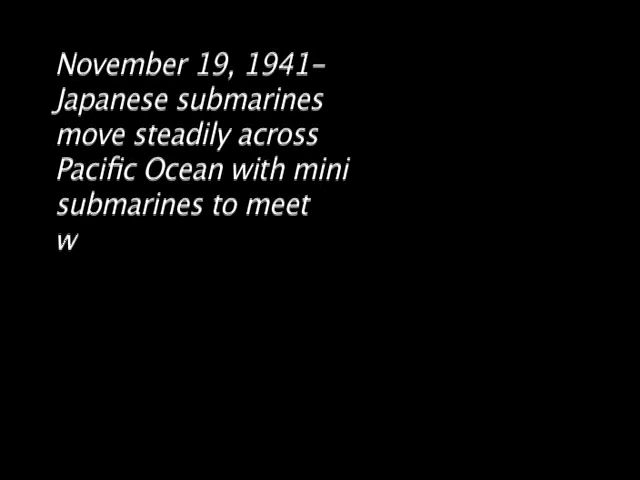 November 19, 1941–
Japanese submarines
move steadily across
Pacific Ocean with mini
submarines to meet
w